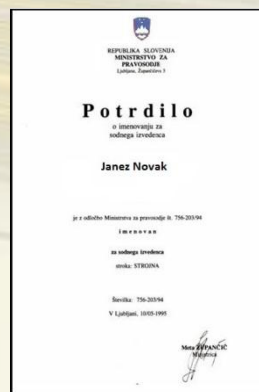 REPUBLIKA SLOVENIJA
MINISTRSTVO ZA
PRAVOSODJE
Ljubljana, Župančičeva 3
Potrdilo
o imenovanju za
sodnega izvedenca
Janez Novak
je z odločbo Ministrstva za pravosodje št. 756-203/94
imenovan
za sodnega izvedenca
stroka: STROJNA
Številka: 756-203/94
V Ljubljani, 10/05-1995
Meta ZUPANČIČ
Ministrica